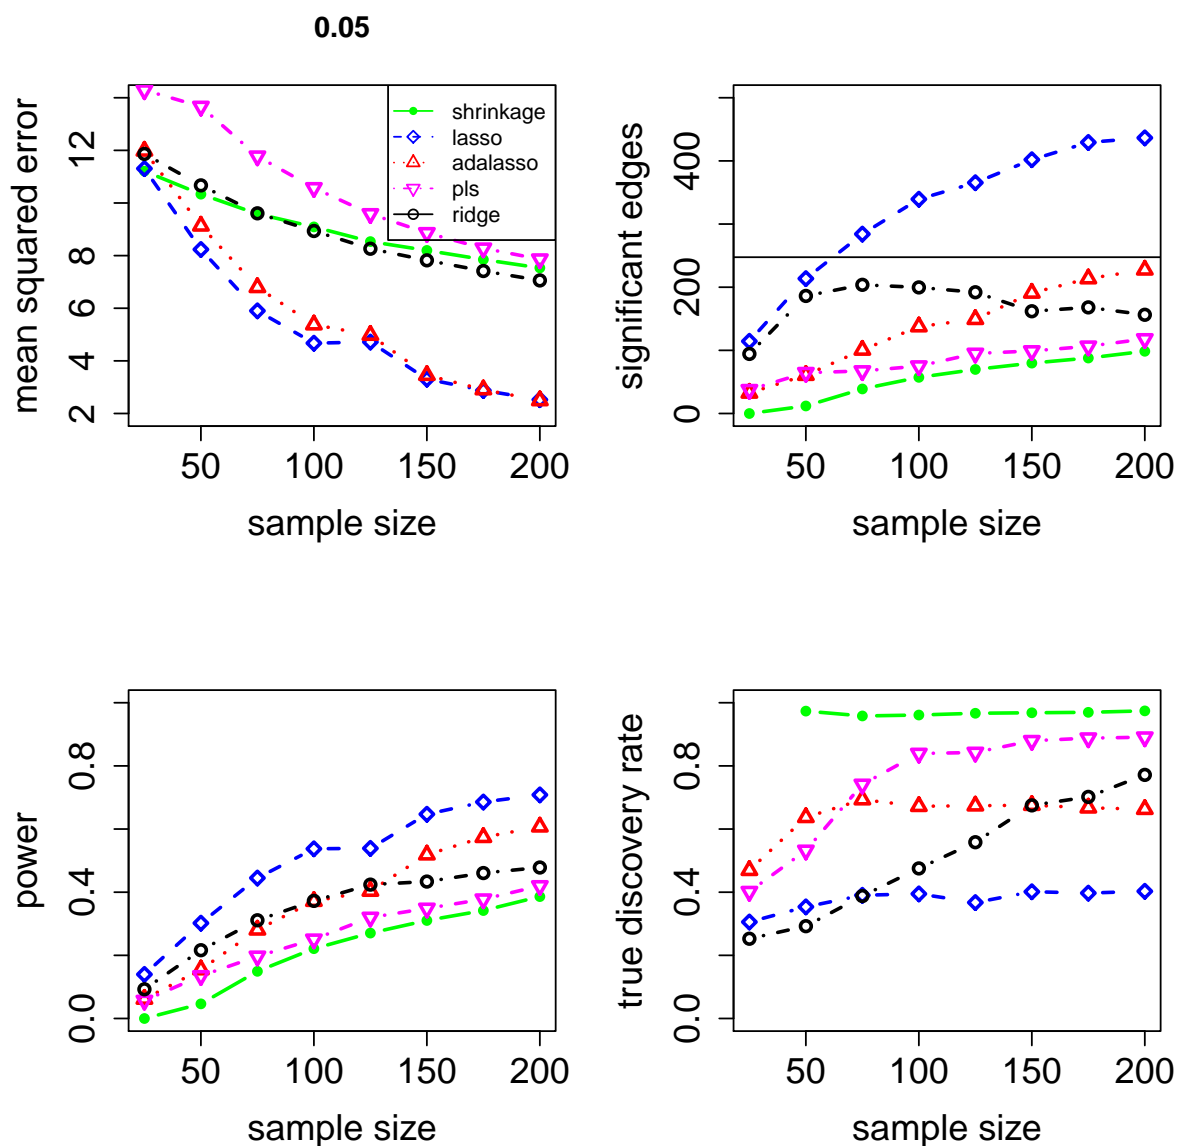 0.05
mean squared error
2
4
6
8
12
50
100
150
200
sample size
shrinkage
lasso
adalasso
pls
ridge
significant edges
0
200
400
50
100
150
200
sample size
power
0.0
0.4
0.8
50
100
150
200
sample size
true discovery rate
0.0
0.4
0.8
50
100
150
200
sample size